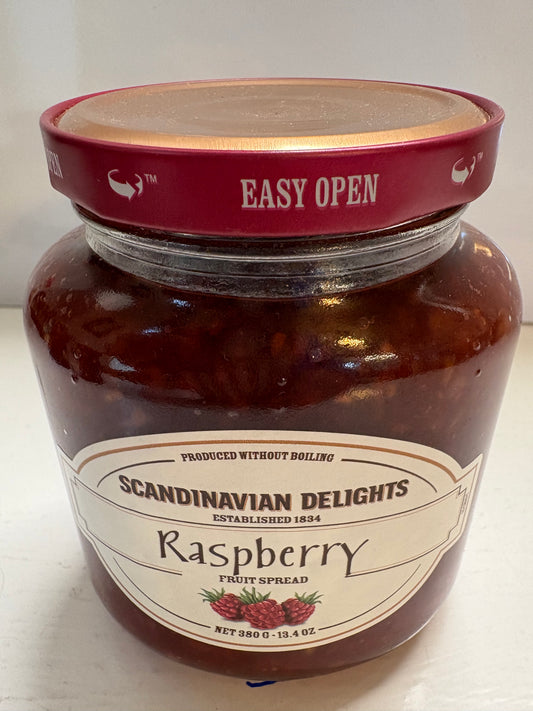 EASY OPEN
PRODUCED WITHOUT BOILING
SCANDINAVIAN DELIGHTS
ESTABLISHED 1834
Raspberry
FRUIT SPREAD
NET 380 G - 13.4 OZ